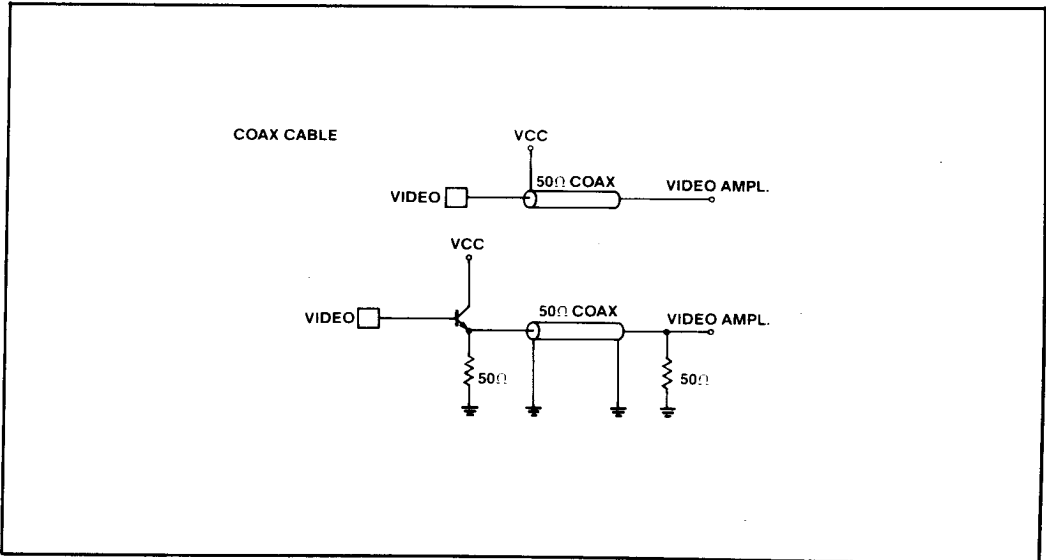 COAX CABLE
VCC
50Ω COAX
VIDEO AMPL.
VIDEO
VCC
50Ω COAX
VIDEO AMPL.
VIDEO
50Ω
50Ω